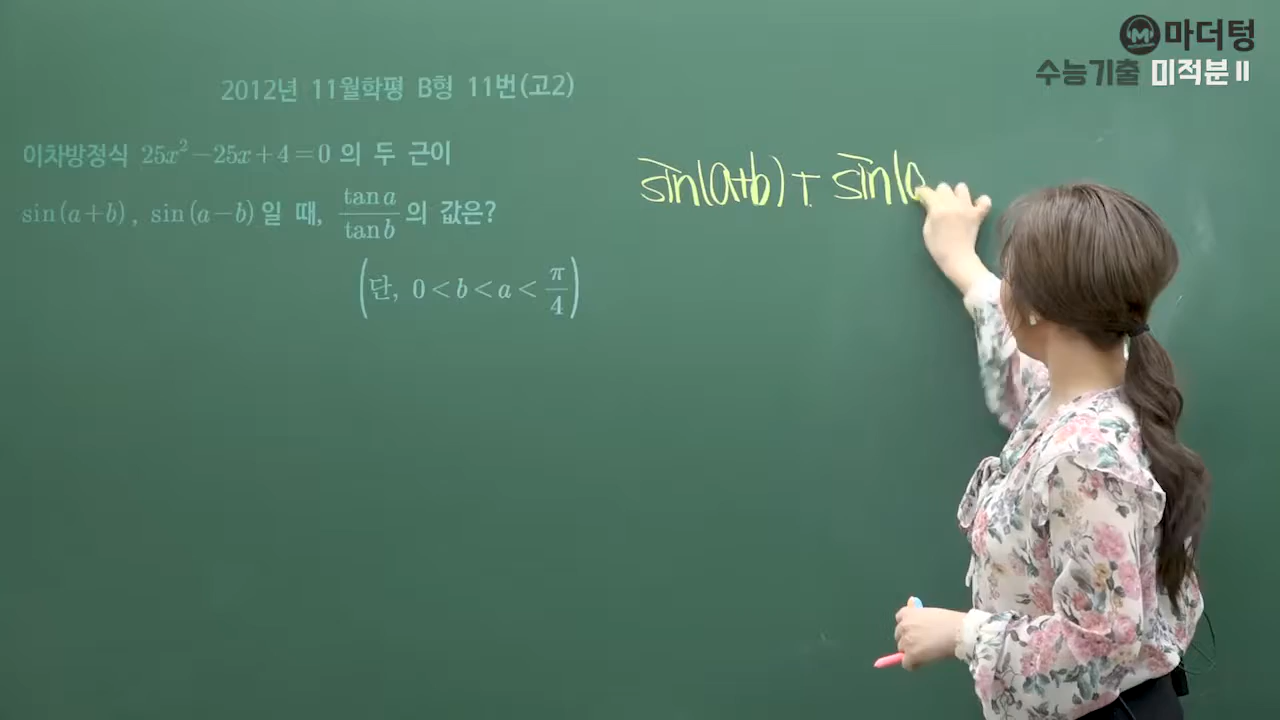 마더텅
수능기출 미적분 II
2012년 11월학평 B형 11번(고2)
이차방정식 25x²−25x+4=0 의 두 근이
sin(a+b), sin(a−b)일 때, tan a/tan b 의 값은?
(단, 0<b<a<π/4)
sin(a+b)+sin(a